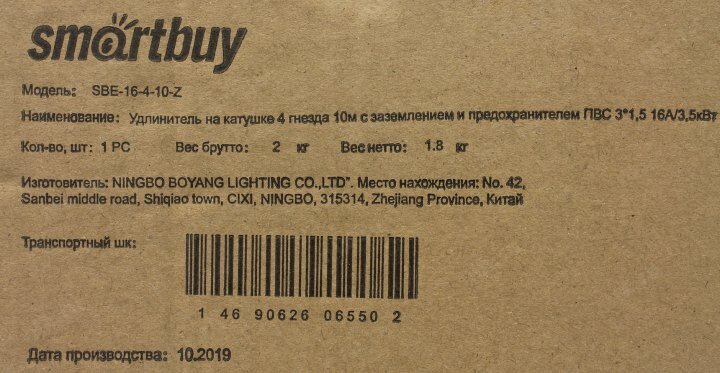 smartbuy
Модель: SBE-16-4-10-Z
Наименование: Удлинитель на катушке 4 гнезда 10м с заземлением и предохранителем ПВС 3*1,5 16А/3,5кВт
Кол-во, шт: 1 PC Вес брутто: 2 кг Вес нетто: 1.8 кг
Изготовитель: NINGBO BOYANG LIGHTING CO.,LTD". Место нахождения: No. 42,
Sanbei middle road, Shiqiao town, CIXI, NINGBO, 315314, Zhejiang Province, Китай
Транспортный шк:
1 46 90626 06550 2
Дата производства: 10.2019